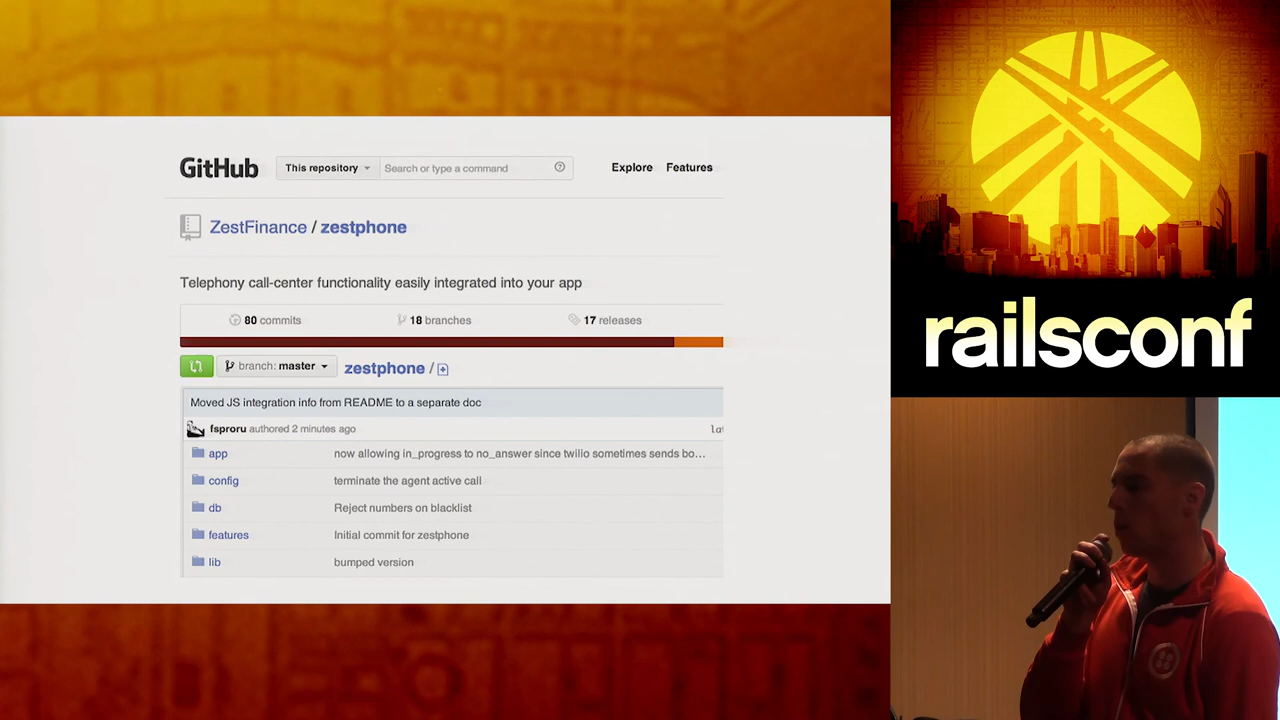 GitHub This repository Search or type a command Explore Features
ZestFinance / zestphone
Telephony call-center functionality easily integrated into your app
80 commits 18 branches 17 releases
branch: master zestphone /
Moved JS integration info from README to a separate doc
fsproru authored 2 minutes ago
app now allowing in_progress to no_answer since twilio sometimes sends bo...
config terminate the agent active call
db Reject numbers on blacklist
features Initial commit for zestphone
lib bumped version
railsconf